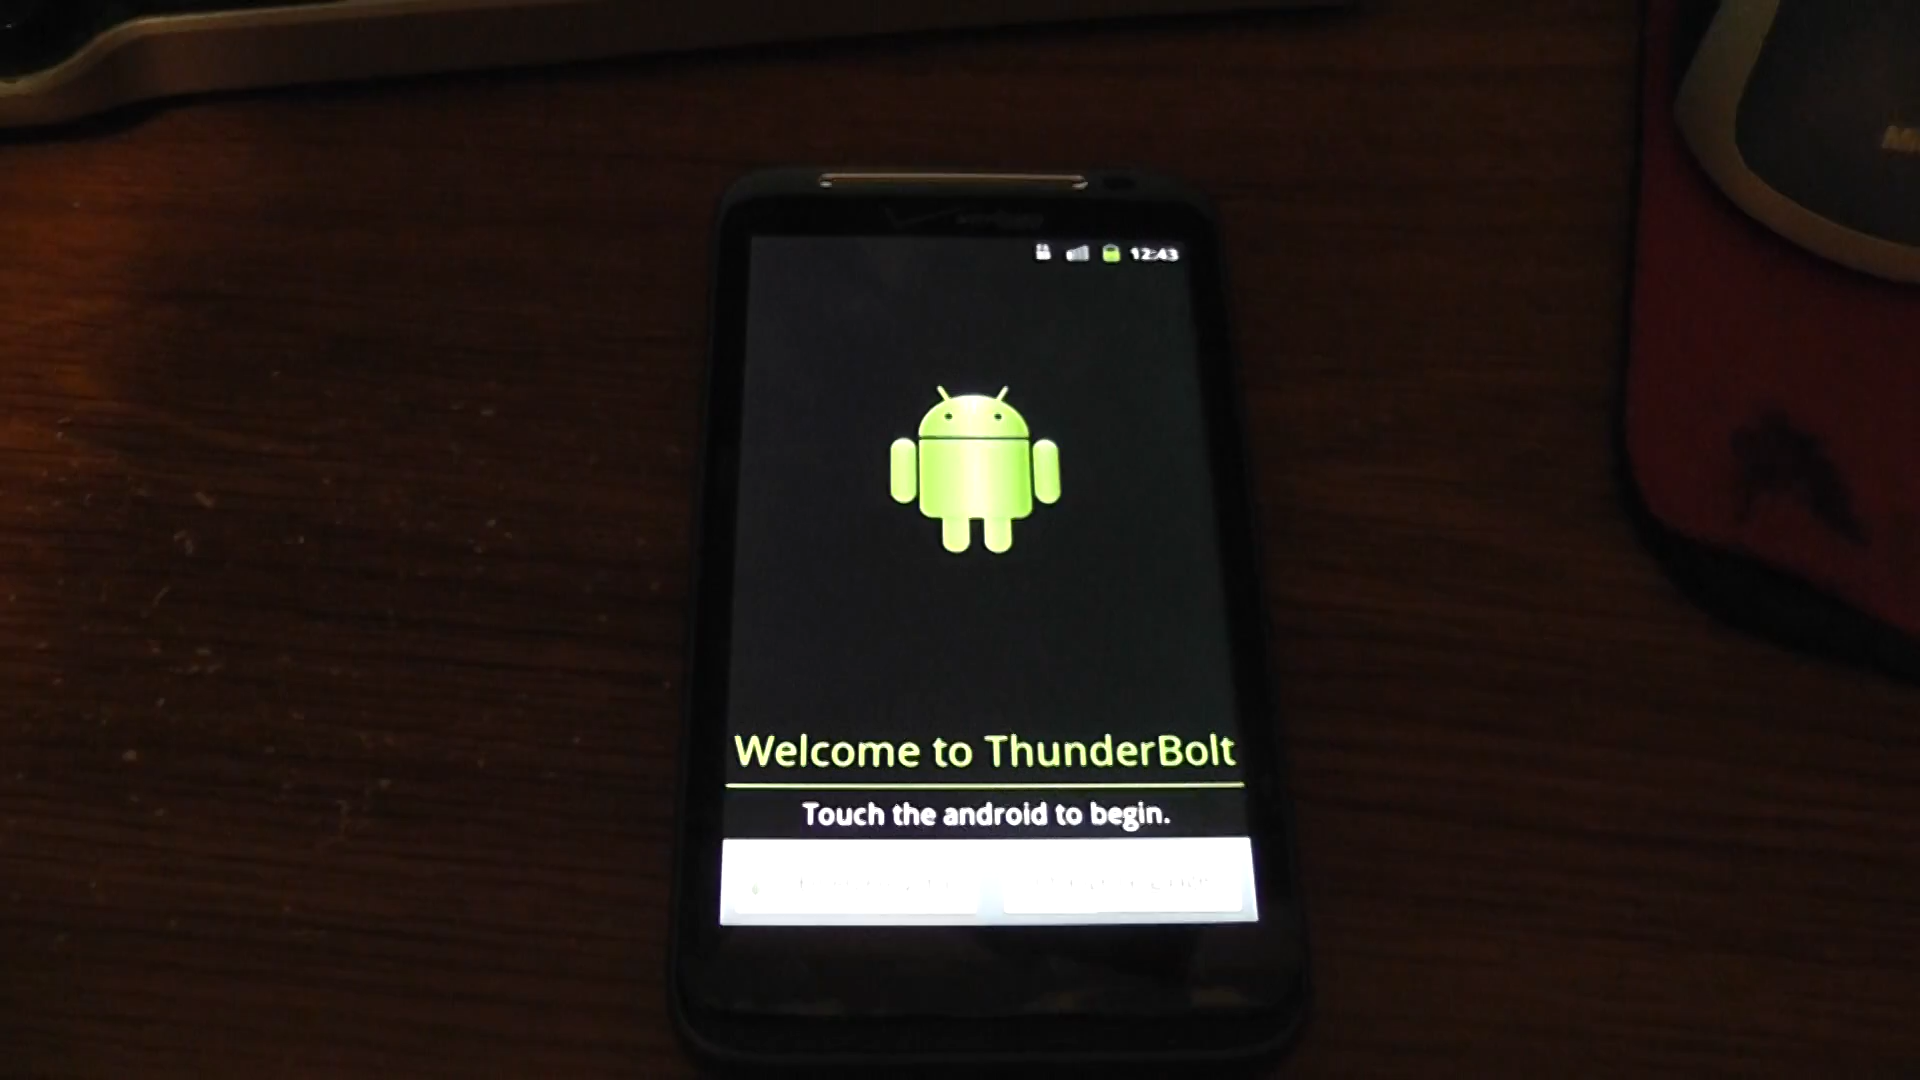 12:43
Welcome to ThunderBolt
Touch the android to begin.